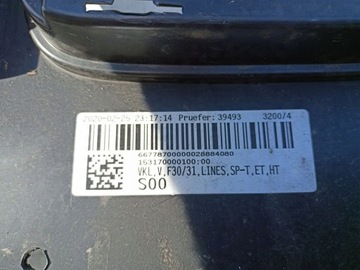 2020-02-26 23:17:14 Pruefer: 39493 3200/4
66778700000028884080
153170000100;00
VKL,V,F30/31,LINES,SP-T,ET,HT
S00